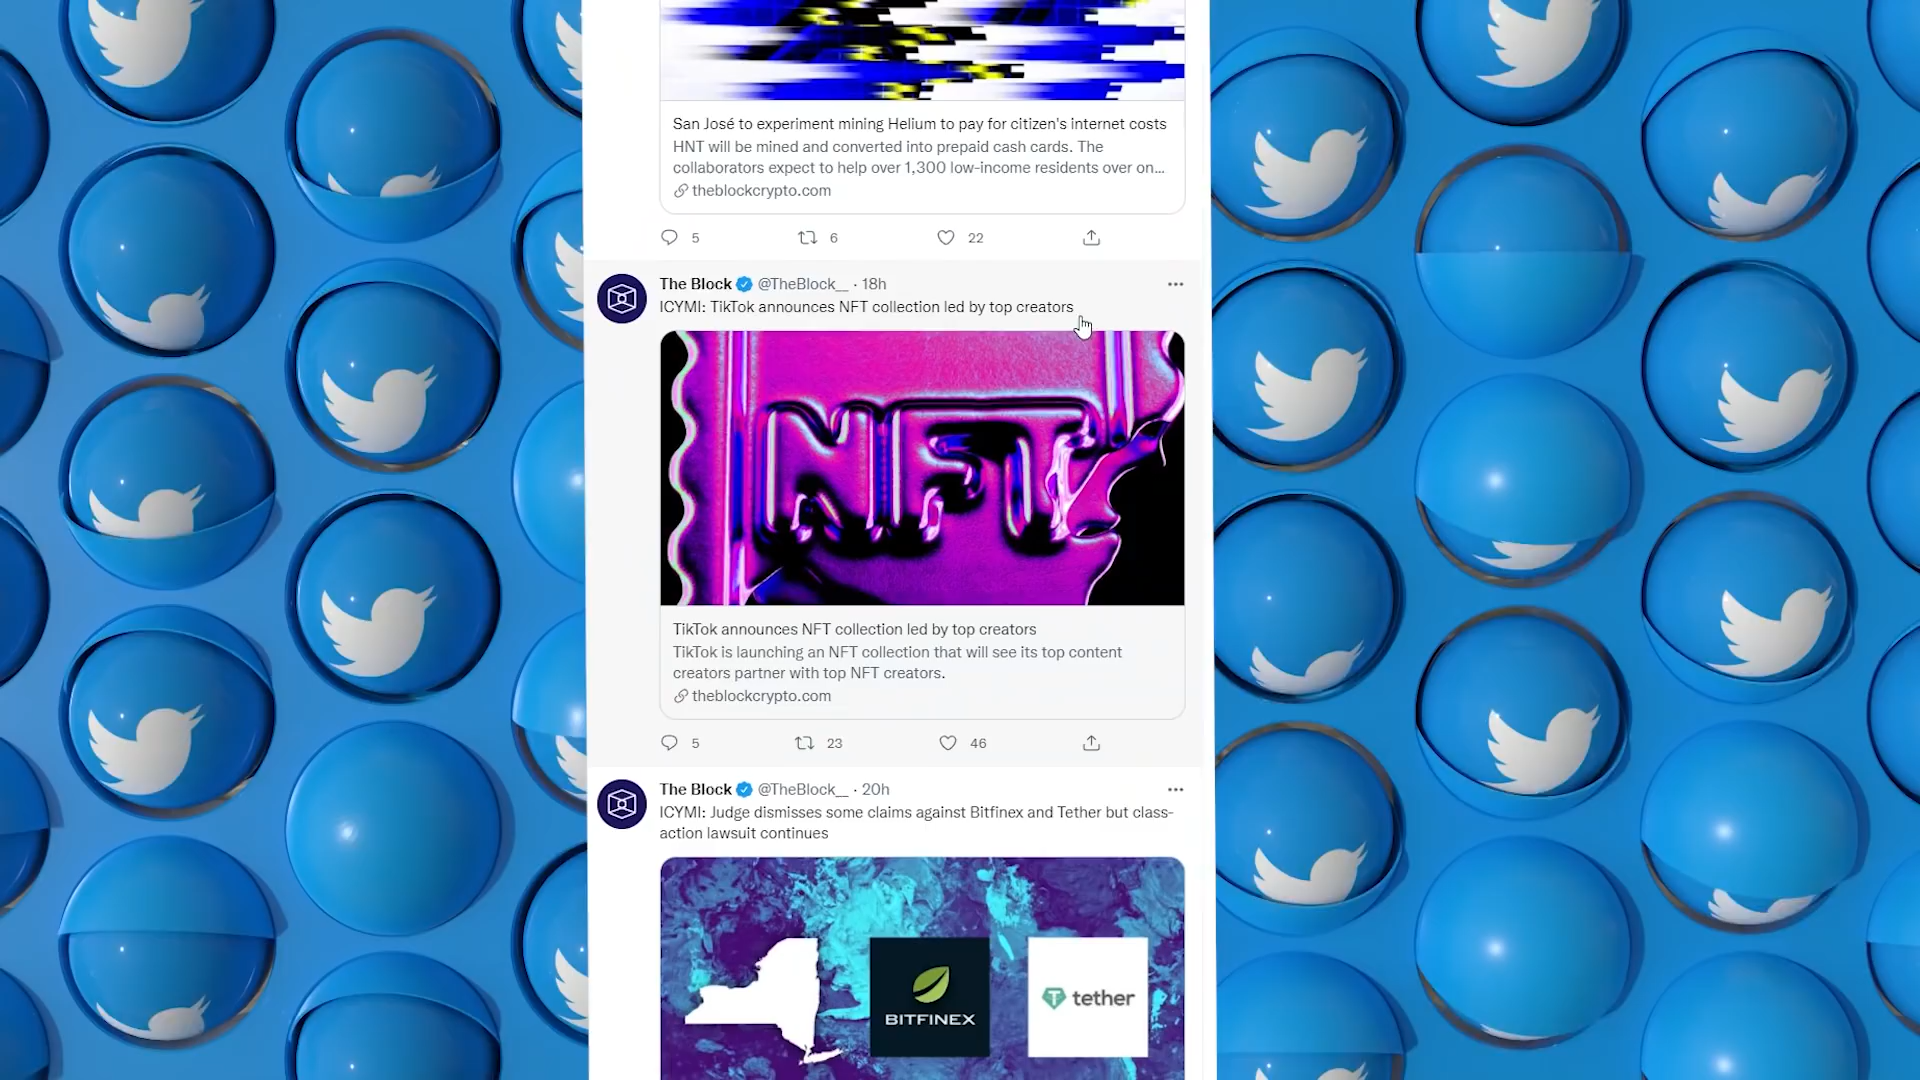 San José to experiment mining Helium to pay for citizen's internet costs
HNT will be mined and converted into prepaid cash cards. The
collaborators expect to help over 1,300 low-income residents over on...
theblockcrypto.com
5 6 22
The Block @TheBlock__ · 18h
ICYMI: TikTok announces NFT collection led by top creators
NFT
TikTok announces NFT collection led by top creators
TikTok is launching an NFT collection that will see its top content
creators partner with top NFT creators.
theblockcrypto.com
5 23 46
The Block @TheBlock__ · 20h
ICYMI: Judge dismisses some claims against Bitfinex and Tether but class-
action lawsuit continues
BITFINEX
tether